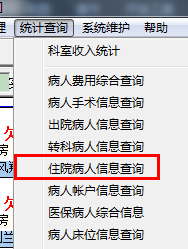 统计查询 系统维护 帮助
科室收入统计
病人费用综合查询
病人手术信息查询
出院病人信息查询
转科病人信息查询
住院病人信息查询
病人帐户信息查询
医保病人综合信息
病人床位信息查询
房
房